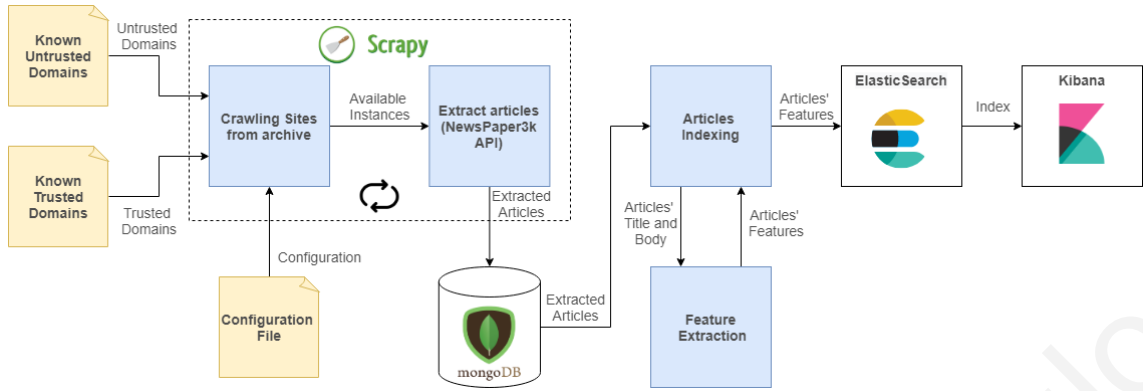 Known
Untrusted
Domains
Untrusted
Domains
Known
Trusted
Domains
Trusted
Domains
Scrapy
Crawling Sites
from archive
Available
Instances
Extract articles
(NewsPaper3k
API)
Configuration
Configuration
File
Extracted
Articles
mongoDB
Extracted
Articles
Articles
Indexing
Articles'
Title and
Body
Articles'
Features
Feature
Extraction
Articles'
Features
ElasticSearch
Index
Kibana